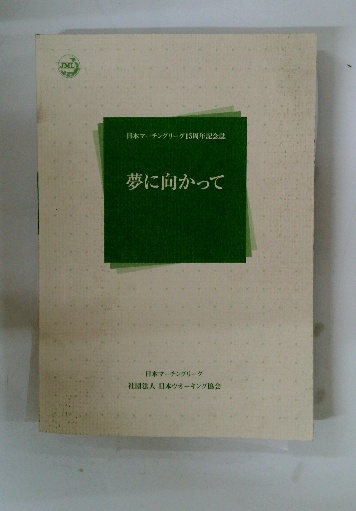 JML
日本マーチングリーグ15周年記念誌
夢に向かって
日本マーチングリーグ
社団法人 日本ウオーキング協会